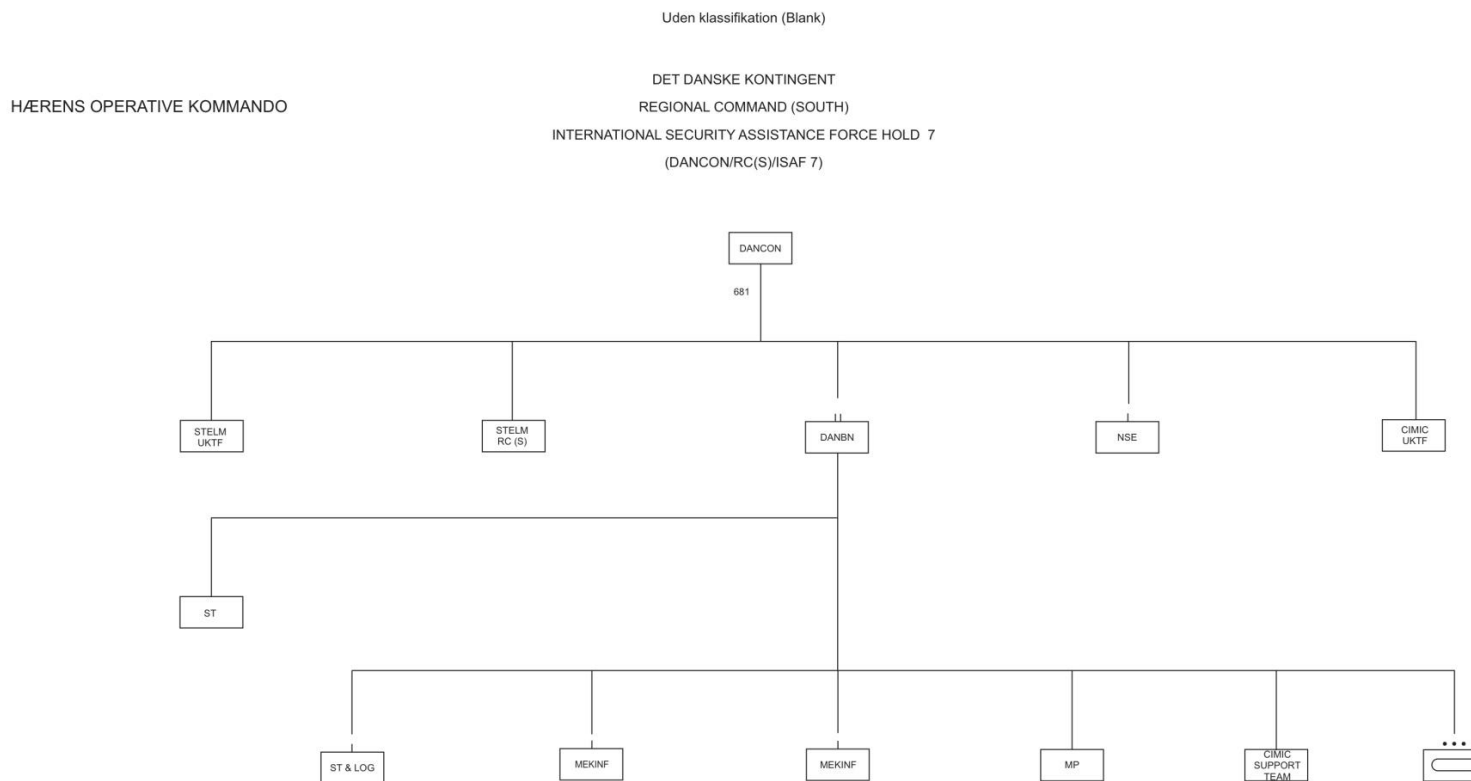 Uden klassifikation (Blank)
HÆRENS OPERATIVE KOMMANDO
DET DANSKE KONTINGENT
REGIONAL COMMAND (SOUTH)
INTERNATIONAL SECURITY ASSISTANCE FORCE HOLD 7
(DANCON/RC(S)/ISAF 7)
DANCON
681
STELM
UKTF
STELM
RC (S)
DANBN
NSE
CIMIC
UKTF
ST
ST & LOG
MEKINF
MEKINF
MP
CIMIC
SUPPORT
TEAM